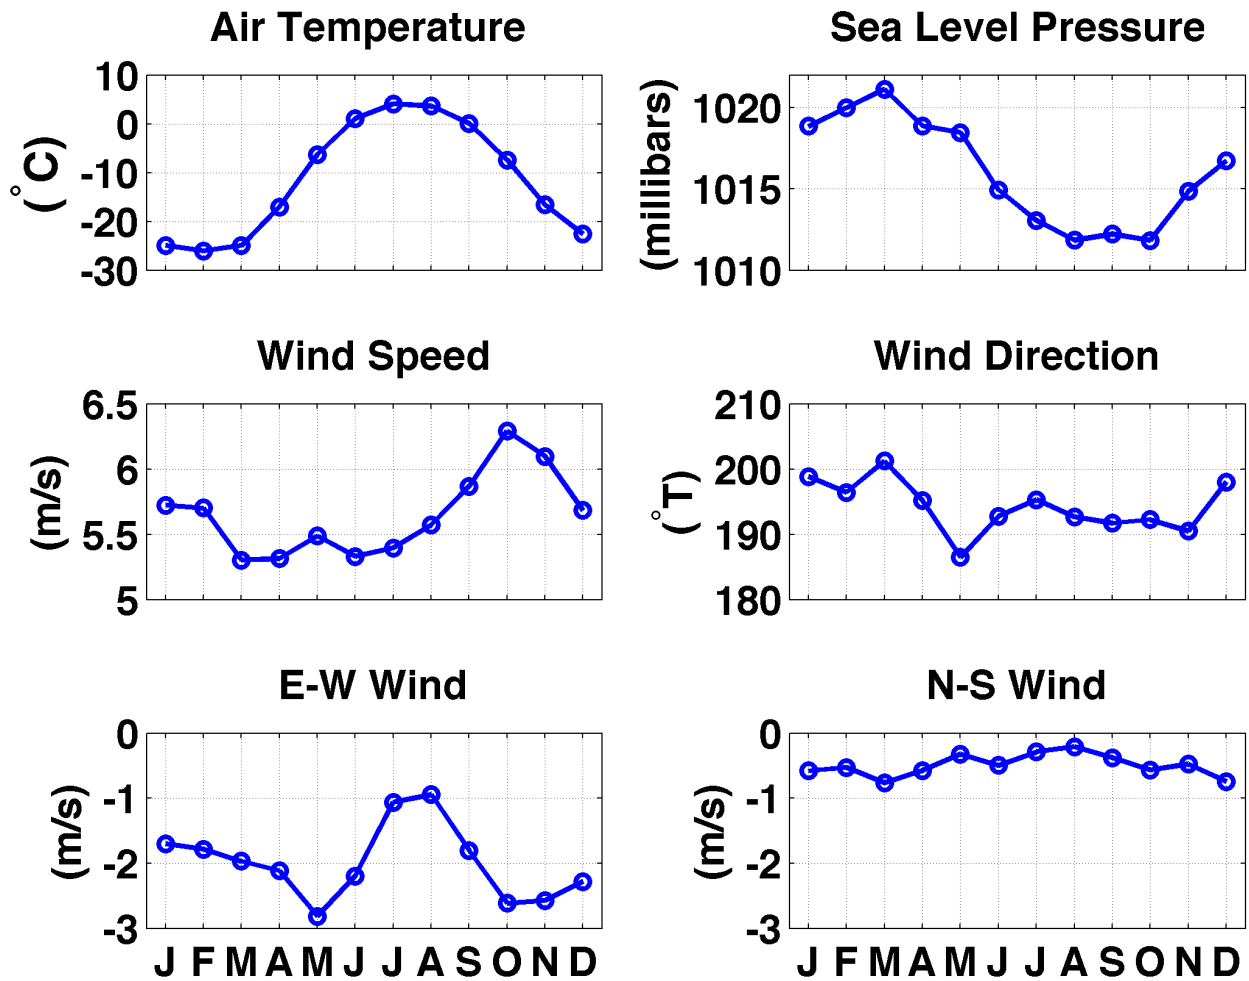 Air Temperature
(°C)
10
0
-10
-20
-30
Sea Level Pressure
(millibars)
1020
1015
1010
Wind Speed
(m/s)
6.5
6
5.5
5
Wind Direction
(°T)
210
200
190
180
E-W Wind
(m/s)
0
-1
-2
-3
J F M A M J J A S O N D
N-S Wind
(m/s)
0
-1
-2
-3
J F M A M J J A S O N D